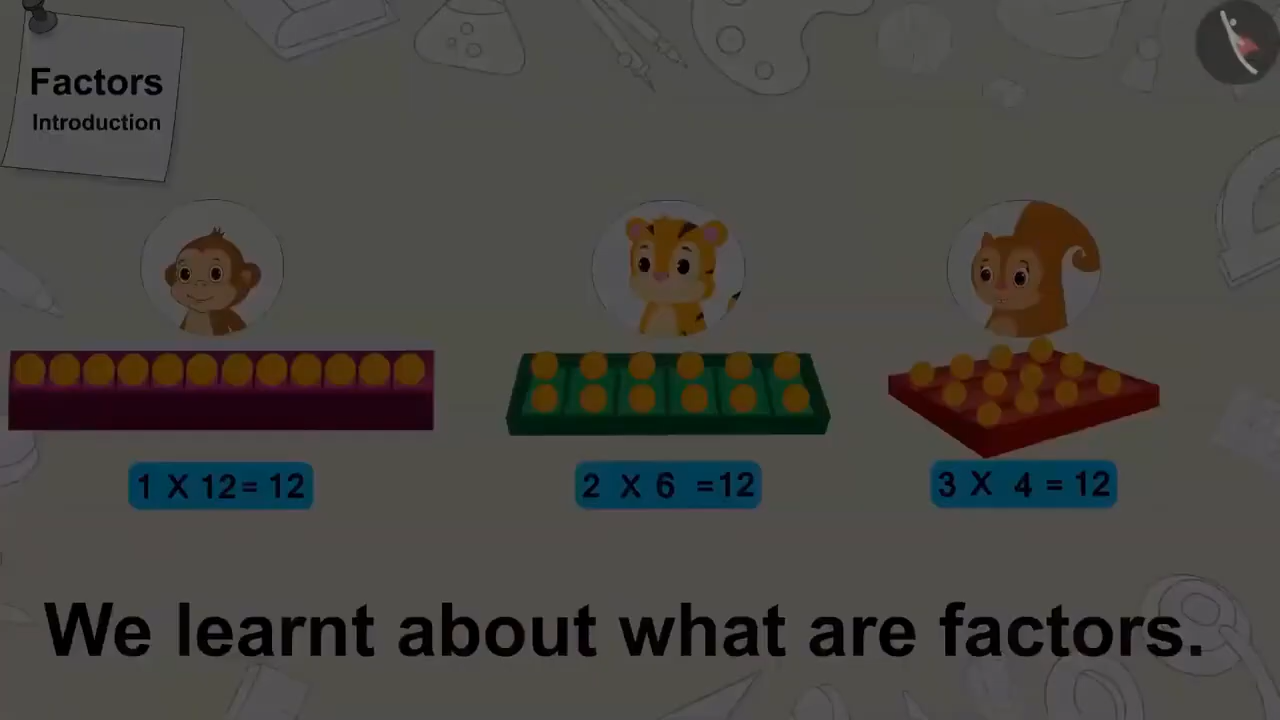 Factors
Introduction
1 X 12= 12
2 X 6 =12
3 X 4 = 12
We learnt about what are factors.